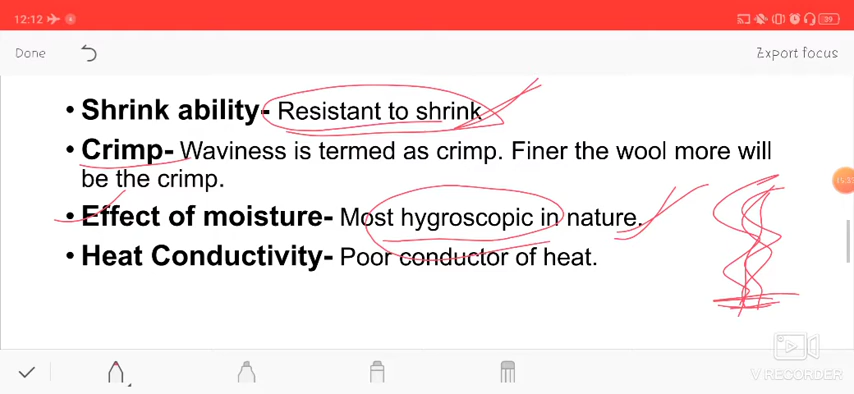 12:12
39
Done
Export focus
• Shrink ability- Resistant to shrink
• Crimp- Waviness is termed as crimp. Finer the wool more will
be the crimp.
• Effect of moisture- Most hygroscopic in nature.
• Heat Conductivity- Poor conductor of heat.
V RECORDER